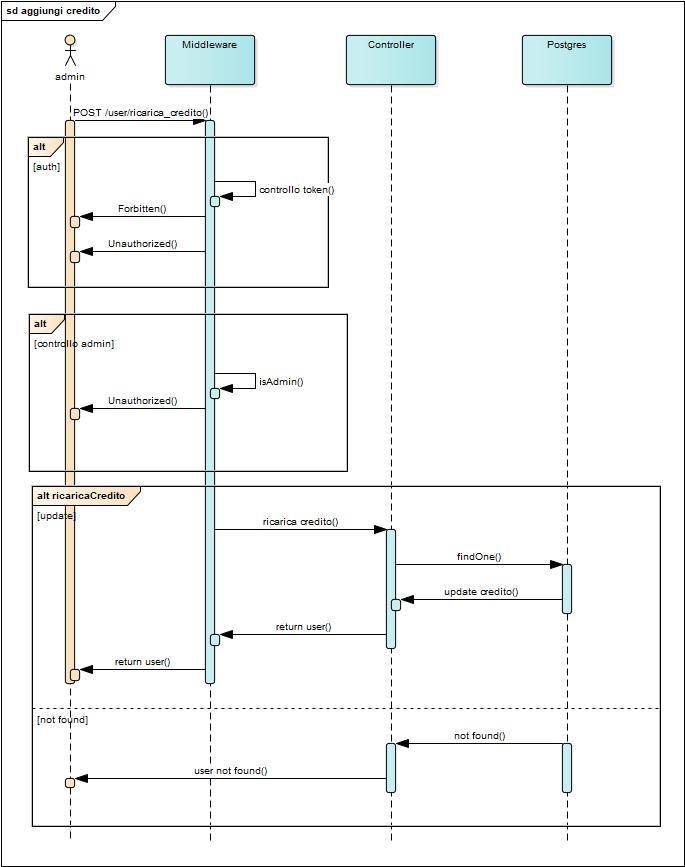 sd aggiungi credito
admin
Middleware
Controller
Postgres
POST /user/ricarica_credito()
alt
[auth]
controllo token()
Forbitten()
Unauthorized()
alt
[controllo admin]
isAdmin()
Unauthorized()
alt ricaricaCredito
[update]
ricarica credito()
findOne()
update credito()
return user()
return user()
[not found]
not found()
user not found()